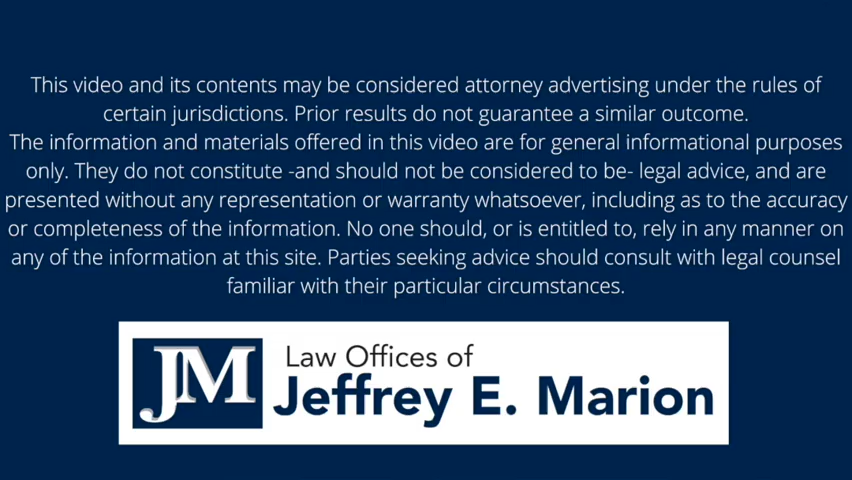 This video and its contents may be considered attorney advertising under the rules of
certain jurisdictions. Prior results do not guarantee a similar outcome.
The information and materials offered in this video are for general informational purposes
only. They do not constitute -and should not be considered to be- legal advice, and are
presented without any representation or warranty whatsoever, including as to the accuracy
or completeness of the information. No one should, or is entitled to, rely in any manner on
any of the information at this site. Parties seeking advice should consult with legal counsel
familiar with their particular circumstances.
JM
Law Offices of
Jeffrey E. Marion